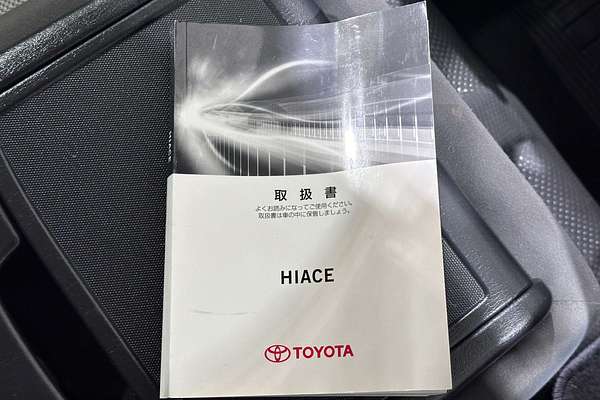 HIACE
取扱書
よくお読みになってご使用ください。
取扱書は車の中に保管しましょう。
HIACE
TOYOTA